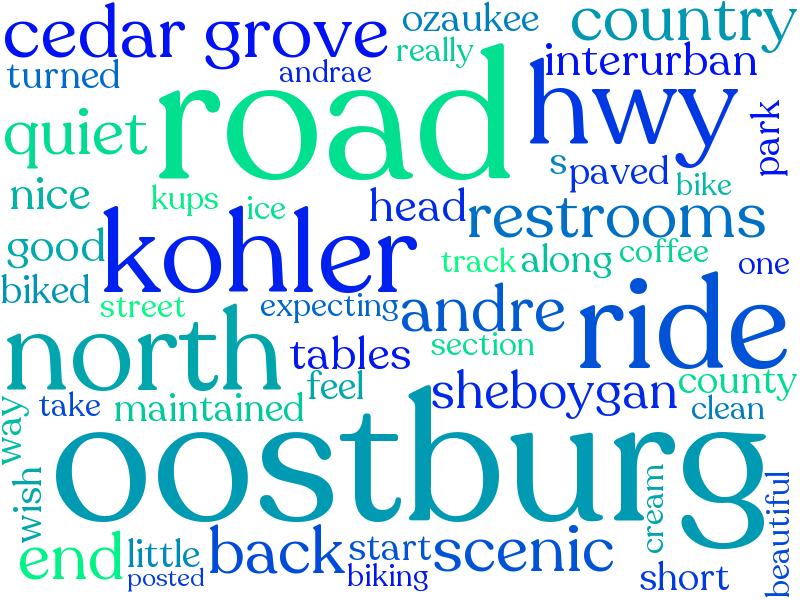 cedar grove
ozaukee
country
turned
andrae
really
interurban
quiet
road
hwy
park
s
paved
bike
nice
kups
ice
head
restrooms
good
kohler
track
along
coffee
one
biked
street
expecting
andre
ride
north
tables
section
feel
sheboygan
county
way
take
maintained
clean
oostburg
wish
cream
beautiful
end
little
back
start
scenic
posted
biking
short